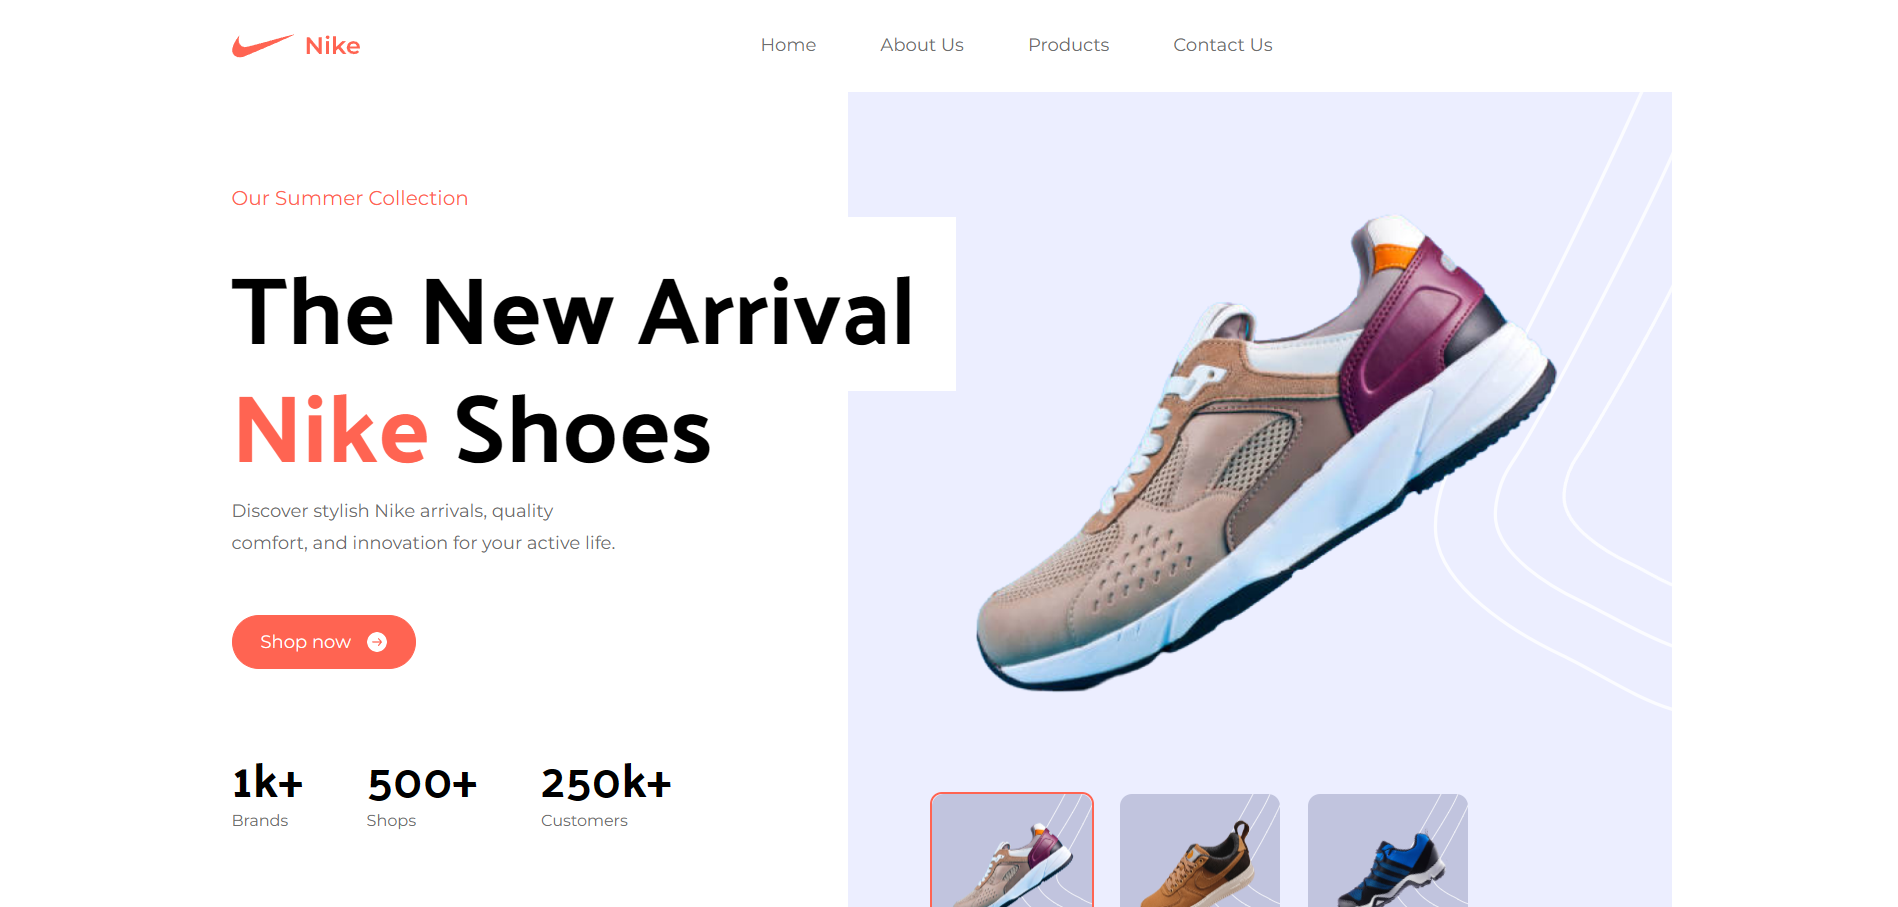 Nike
Home
About Us
Products
Contact Us
Our Summer Collection
The New Arrival
Nike Shoes
Discover stylish Nike arrivals, quality
comfort, and innovation for your active life.
Shop now
1k+
Brands
500+
Shops
250k+
Customers